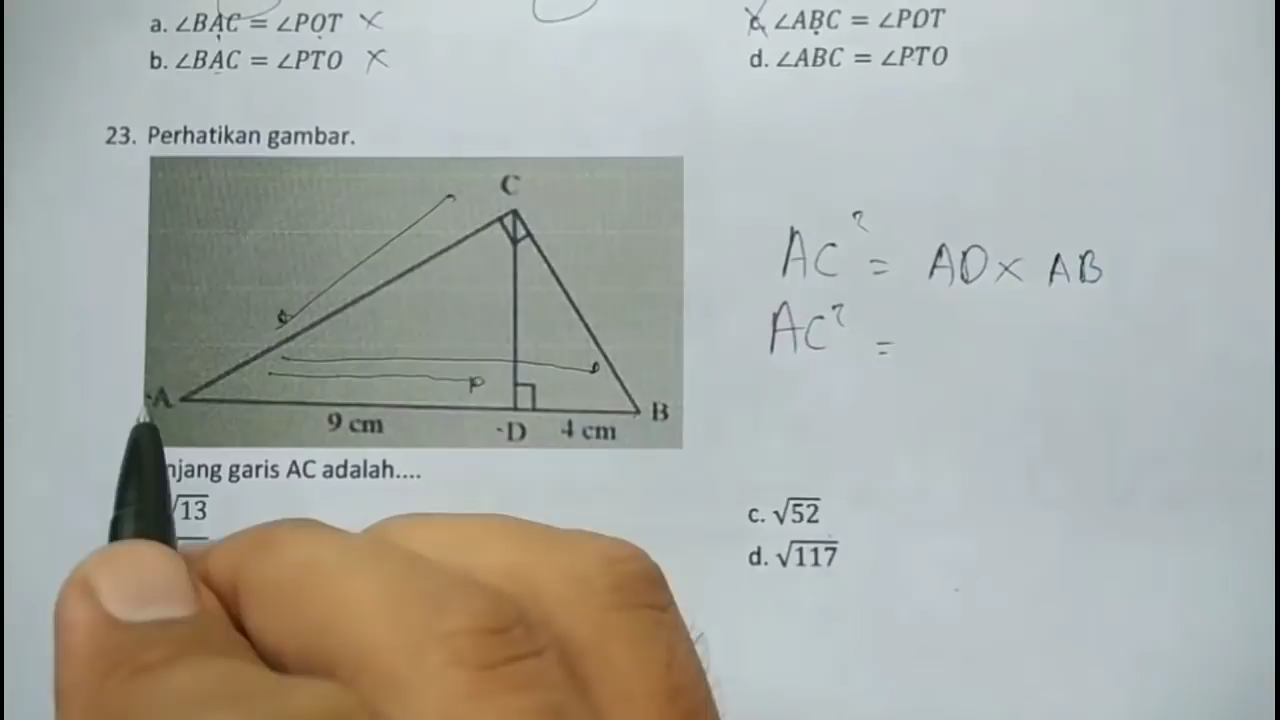 a. ∠BAC = ∠POT ×
c. ∠ABC = ∠POT
b. ∠BAC = ∠PTO ×
d. ∠ABC = ∠PTO
23. Perhatikan gambar.
C
A
B
9 cm
D
4 cm
AC² = AD × AB
AC² =
garis AC adalah....
√13
c. √52
d. √117